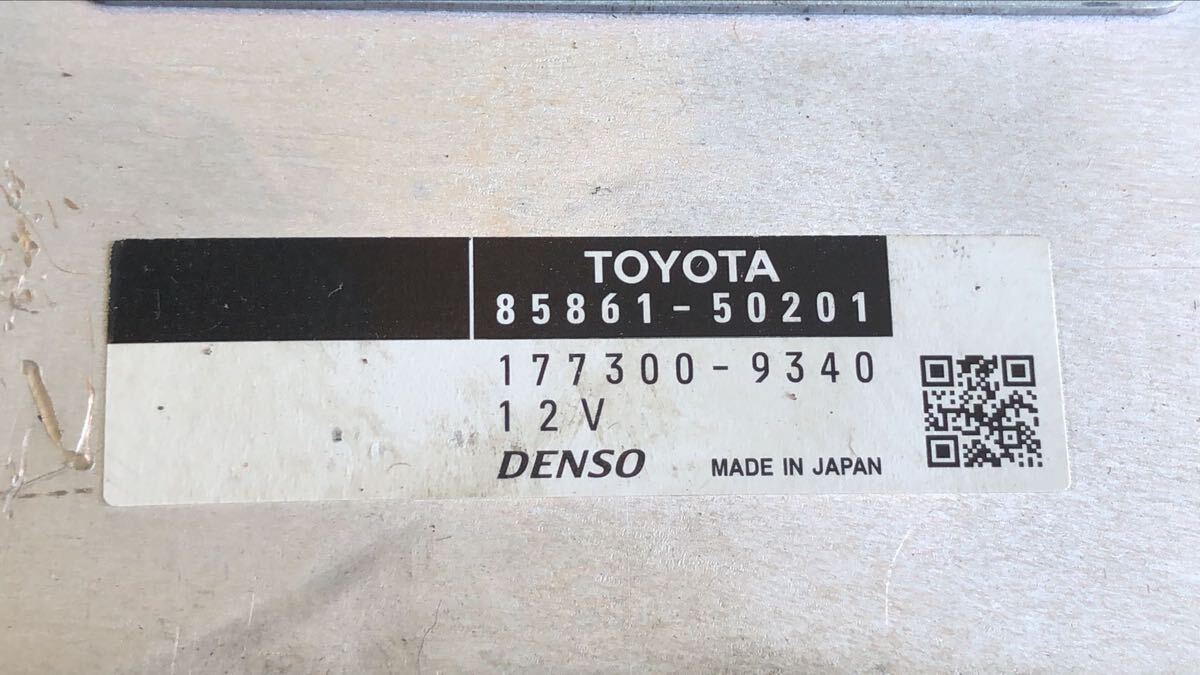 TOYOTA
85861-50201
177300-9340
12V
DENSO MADE IN JAPAN